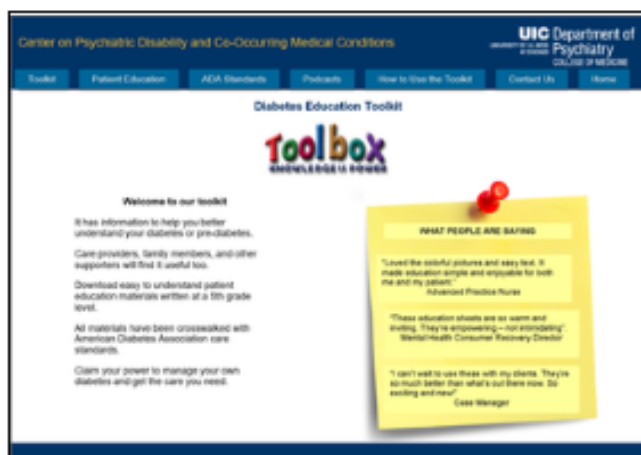 Center on Psychiatric Disability and Co-Occurring Medical Conditions
UIC Department of
Psychiatry
COLLEGE OF MEDICINE
Toolkit Patient Education ADA Standards Podcasts How to Use the Toolkit Contact Us Home
Diabetes Education Toolkit
Toolbox
KNOWLEDGE IS POWER
Welcome to our toolkit
It has information to help you better
understand your diabetes or pre-diabetes.
Care providers, family members, and other
supporters will find it useful too.
Download easy to understand patient
education materials written at a 5th grade
level.
All materials have been crosswalked with
American Diabetes Association care
standards.
Claim your power to manage your own
diabetes and get the care you need.
WHAT PEOPLE ARE SAYING
"Loved the colorful pictures and easy text. It
made education simple and enjoyable for both
me and my patient."
Advanced Practice Nurse
"These education sheets are so warm and
inviting. They're empowering – not intimidating".
Mental Health Consumer Recovery Director
"I can't wait to use these with my clients. They're
so much better than what's out there now. So
exciting and new!"
Case Manager